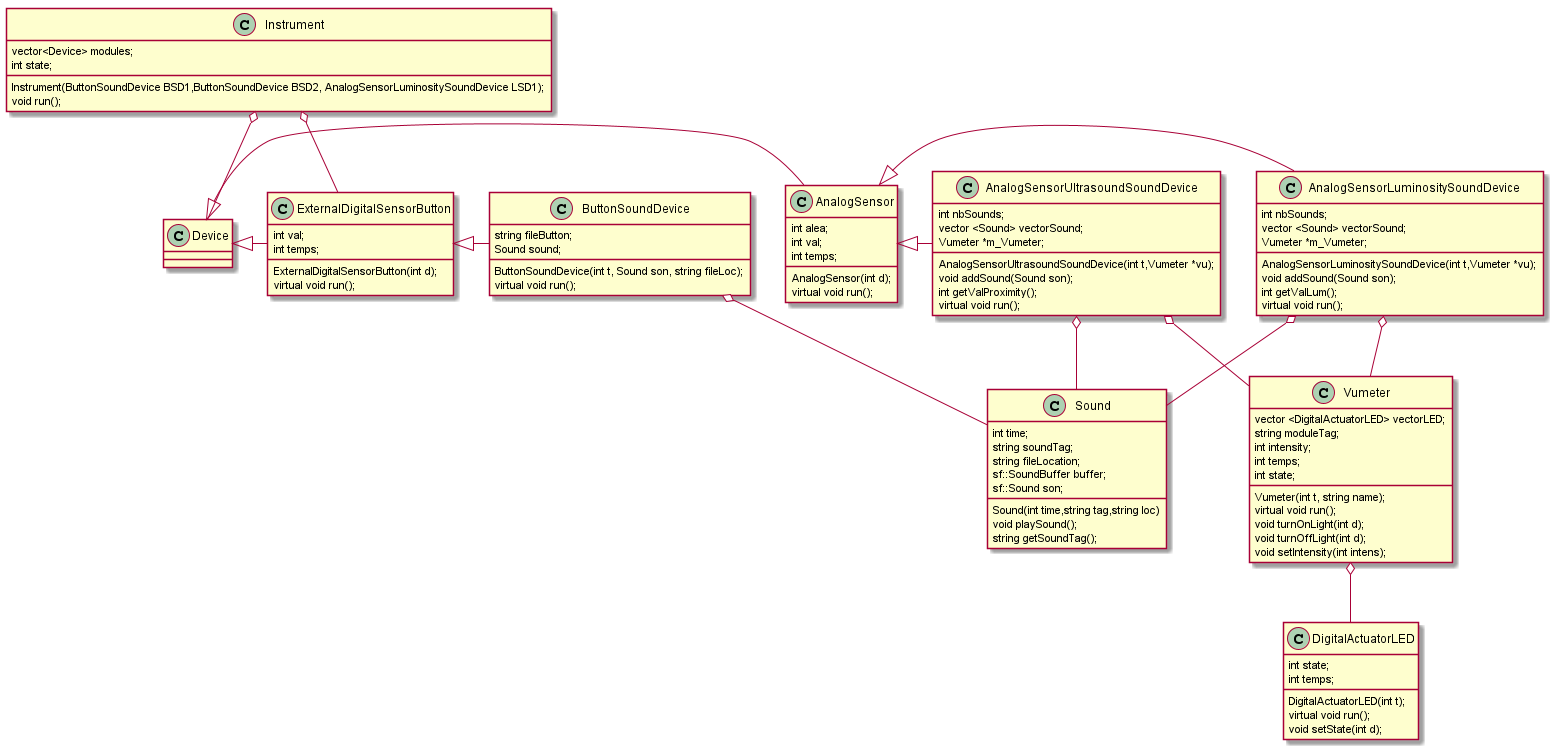 C Instrument
vector<Device> modules;
int state;
Instrument(ButtonSoundDevice BSD1,ButtonSoundDevice BSD2, AnalogSensorLuminositySoundDevice LSD1);
void run();
C Device
C ExternalDigitalSensorButton
int val;
int temps;
ExternalDigitalSensorButton(int d);
virtual void run();
C ButtonSoundDevice
string fileButton;
Sound sound;
ButtonSoundDevice(int t, Sound son, string fileLoc);
virtual void run();
C AnalogSensor
int alea;
int val;
int temps;
AnalogSensor(int d);
virtual void run();
C AnalogSensorUltrasoundSoundDevice
int nbSounds;
vector <Sound> vectorSound;
Vumeter *m_Vumeter;
AnalogSensorUltrasoundSoundDevice(int t,Vumeter *vu);
void addSound(Sound son);
int getValProximity();
virtual void run();
C AnalogSensorLuminositySoundDevice
int nbSounds;
vector <Sound> vectorSound;
Vumeter *m_Vumeter;
AnalogSensorLuminositySoundDevice(int t,Vumeter *vu);
void addSound(Sound son);
int getValLum();
virtual void run();
C Sound
int time;
string soundTag;
string fileLocation;
sf::SoundBuffer buffer;
sf::Sound son;
Sound(int time,string tag,string loc)
void playSound();
string getSoundTag();
C Vumeter
vector <DigitalActuatorLED> vectorLED;
string moduleTag;
int intensity;
int temps;
int state;
Vumeter(int t, string name);
virtual void run();
void turnOnLight(int d);
void turnOffLight(int d);
void setIntensity(int intens);
C DigitalActuatorLED
int state;
int temps;
DigitalActuatorLED(int t);
virtual void run();
void setState(int d);